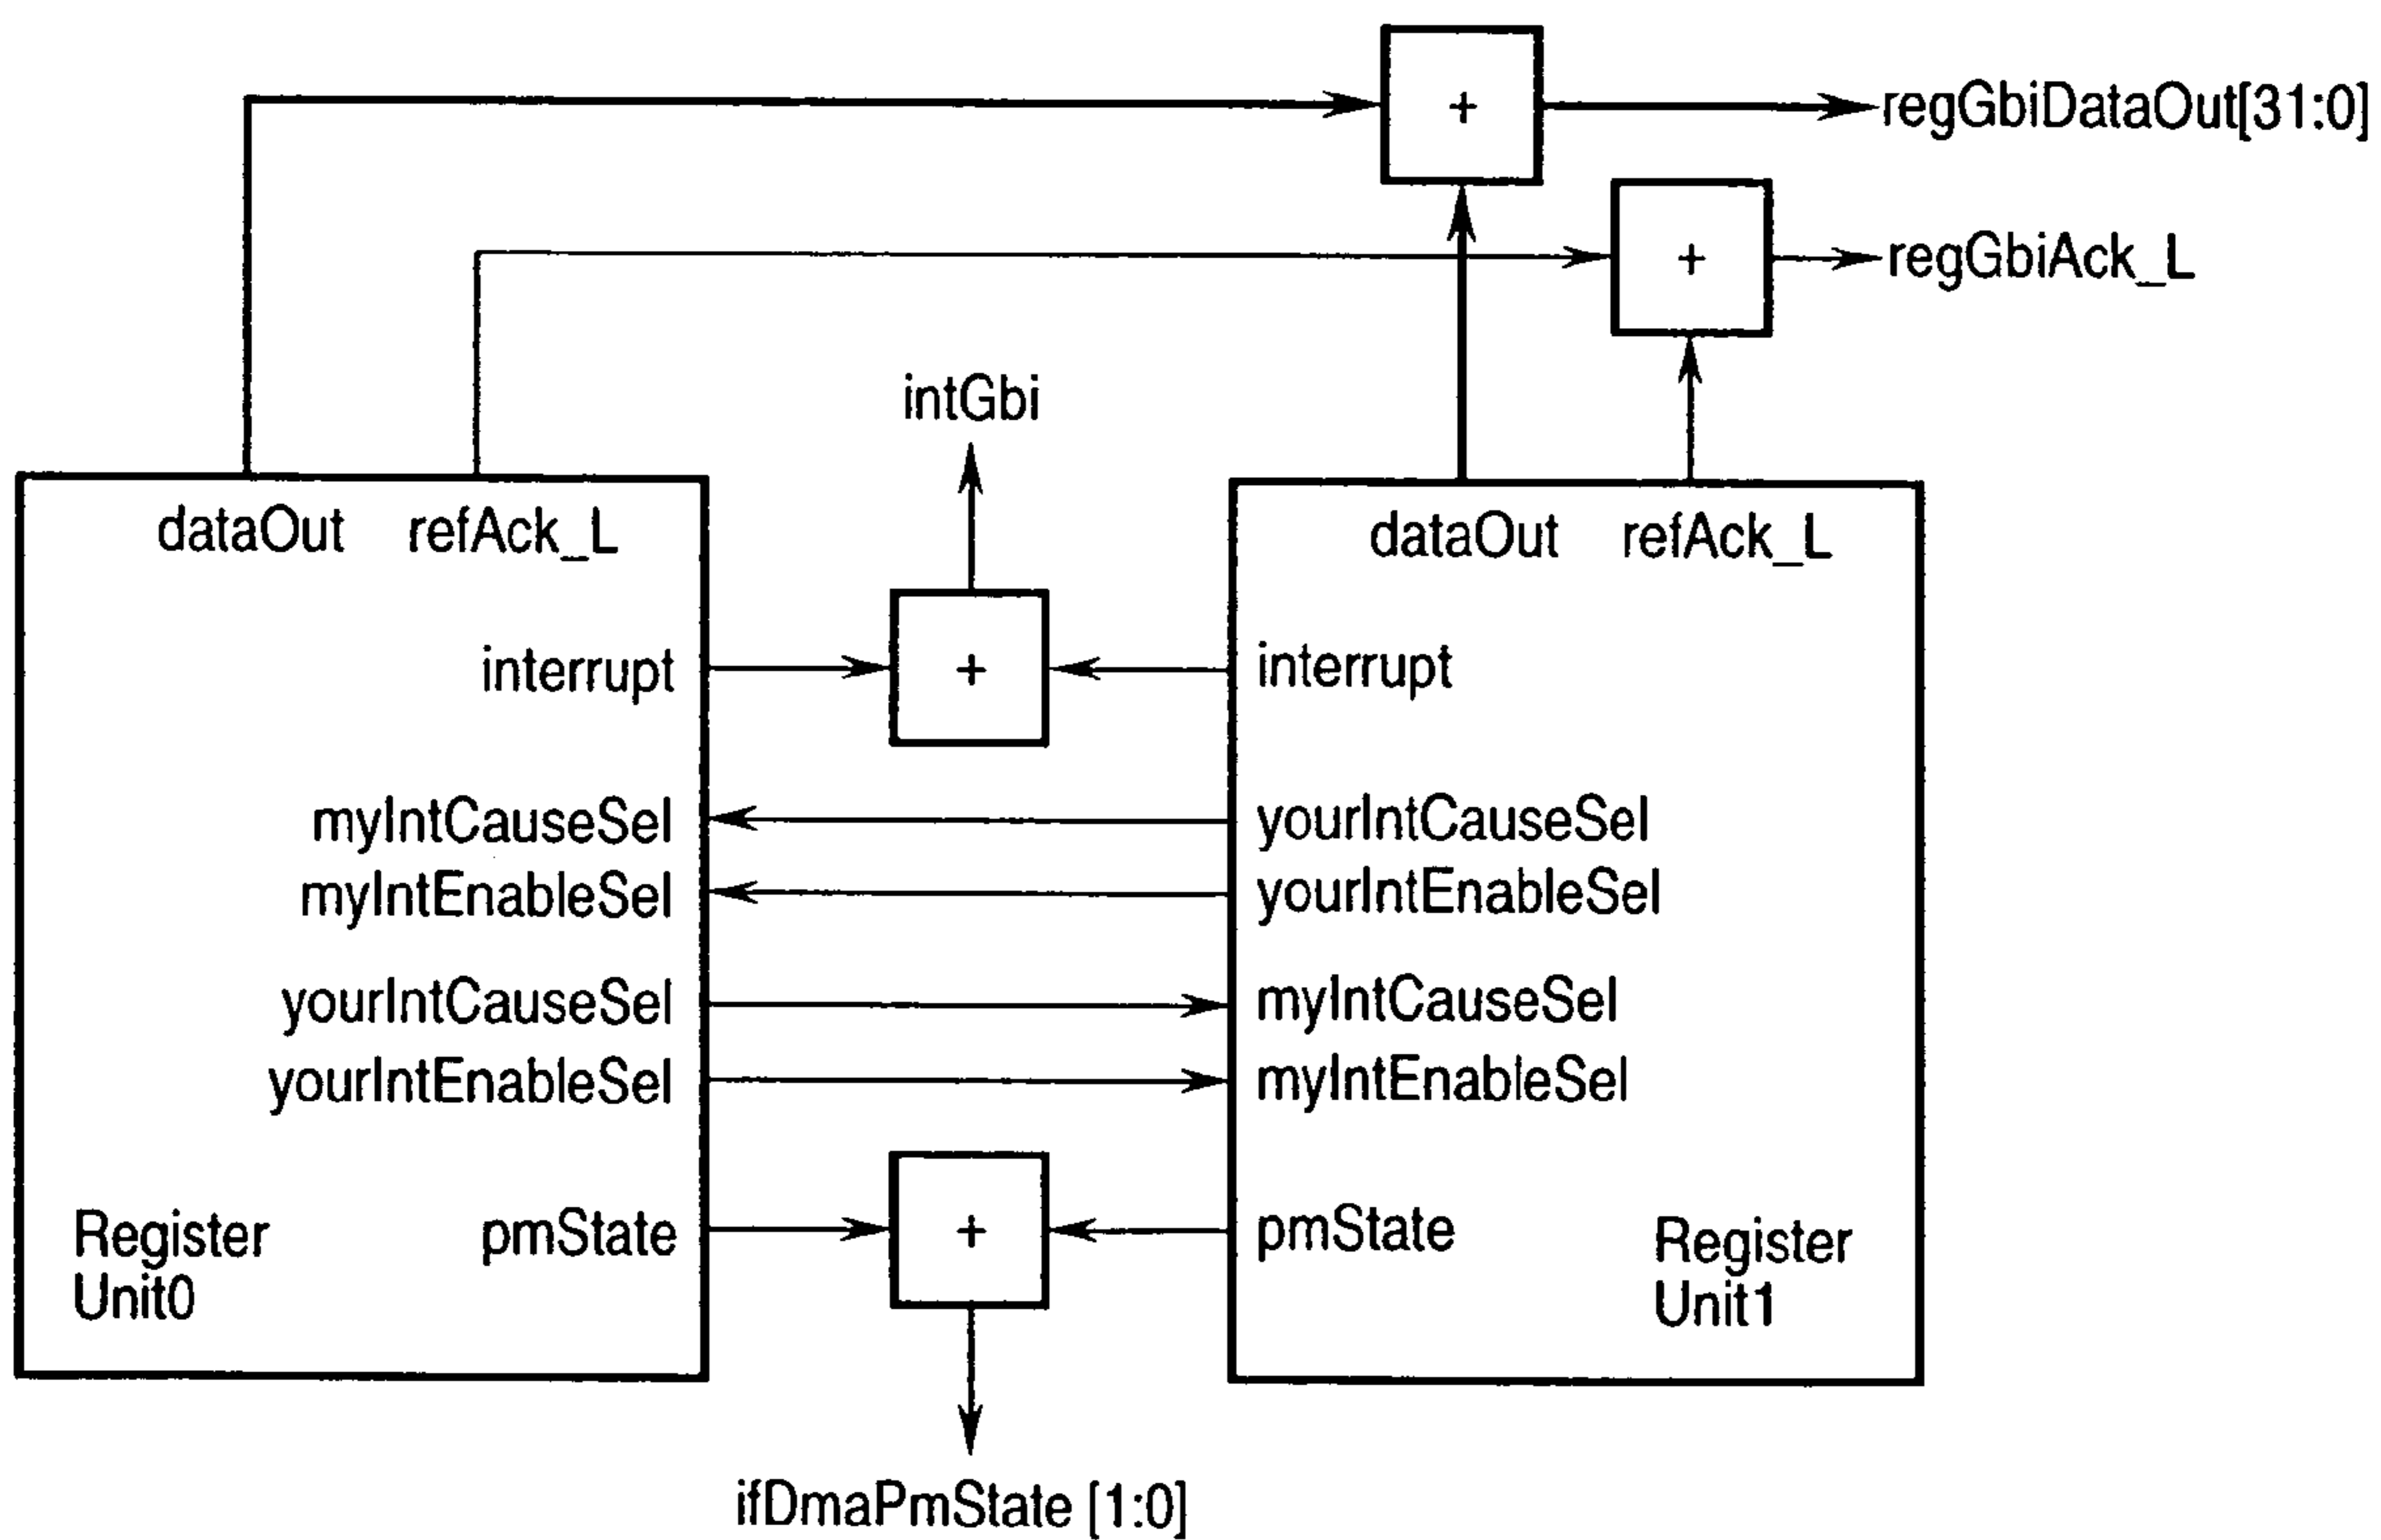 +
regGbiDataOut[31:0]
+
regGbiAck_L
intGbi
dataOut refAck_L
dataOut refAck_L
interrupt
+
interrupt
myIntCauseSel
yourIntCauseSel
myIntEnableSel
yourIntEnableSel
yourIntCauseSel
myIntCauseSel
yourIntEnableSel
myIntEnableSel
Register
Unit0
pmState
+
pmState
Register
Unit1
ifDmaPmState [1:0]